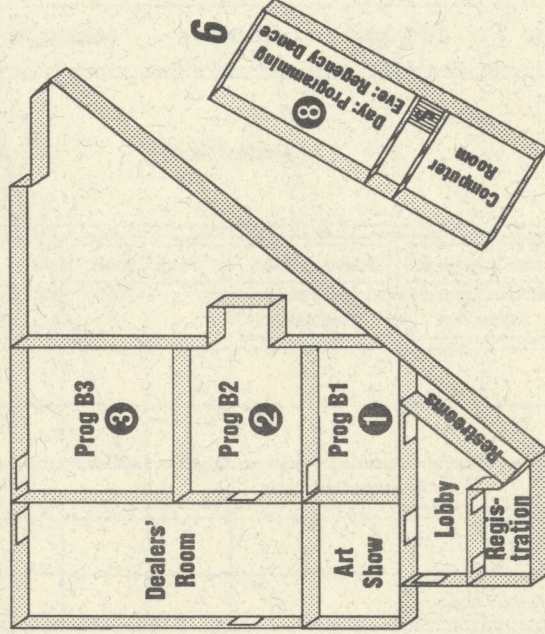 Dealers'
Room
Art
Show
Prog B3
3
Prog B2
2
Prog B1
1
Lobby
Regis-
tration
Restrooms
6
Day: Programming
Eve: Regency Dance
8
Computer
Room